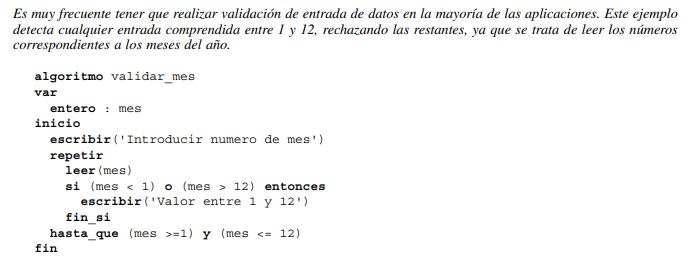 Es muy frecuente tener que realizar validación de entrada de datos en la mayoría de las aplicaciones. Este ejemplo
detecta cualquier entrada comprendida entre 1 y 12, rechazando las restantes, ya que se trata de leer los números
correspondientes a los meses del año.
algoritmo validar_mes
var
entero : mes
inicio
escribir('Introducir numero de mes')
repetir
leer(mes)
si (mes < 1) o (mes > 12) entonces
escribir('Valor entre 1 y 12')
fin_si
hasta_que (mes >=1) y (mes <= 12)
fin